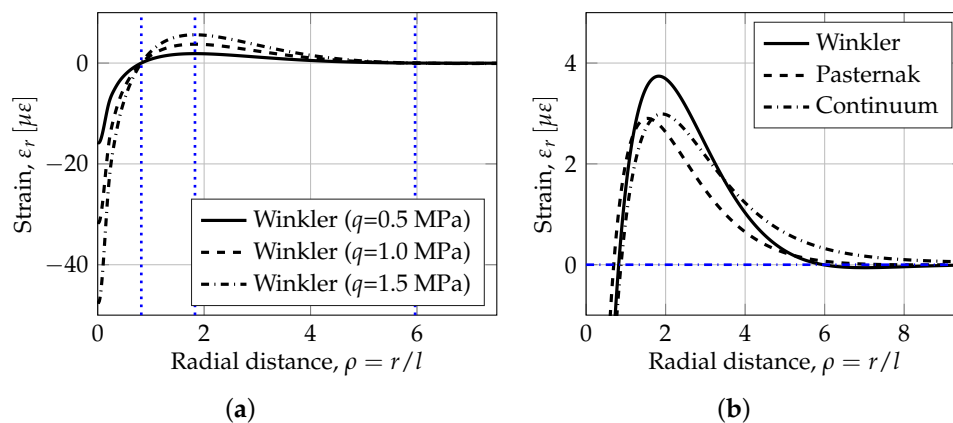 Strain, εr [με]
0
−20
−40
0
2
4
6
Radial distance, ρ = r/l
Winkler (q=0.5 MPa)
Winkler (q=1.0 MPa)
Winkler (q=1.5 MPa)
(a)
Strain, εr [με]
4
2
0
0
2
4
6
8
Radial distance, ρ = r/l
Winkler
Pasternak
Continuum
(b)